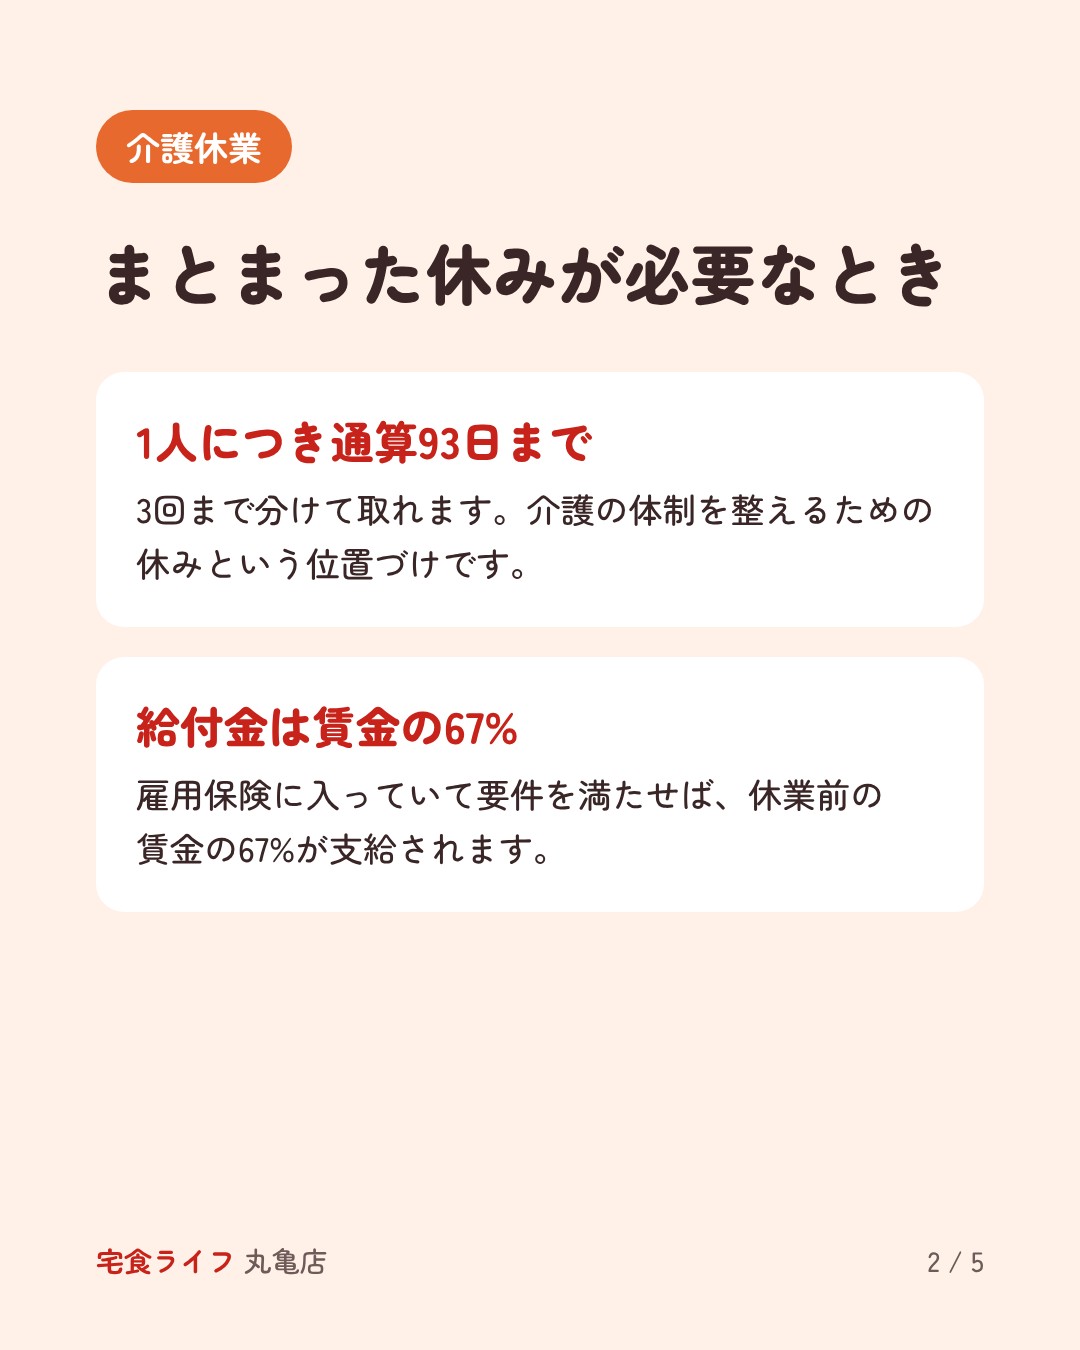 介護休業
まとまった休みが必要なとき
1人につき通算93日まで
3回まで分けて取れます。介護の体制を整えるための
休みという位置づけです。
給付金は賃金の67%
雇用保険に入っていて要件を満たせば、休業前の
賃金の67%が支給されます。
宅食ライフ 丸亀店
2 / 5